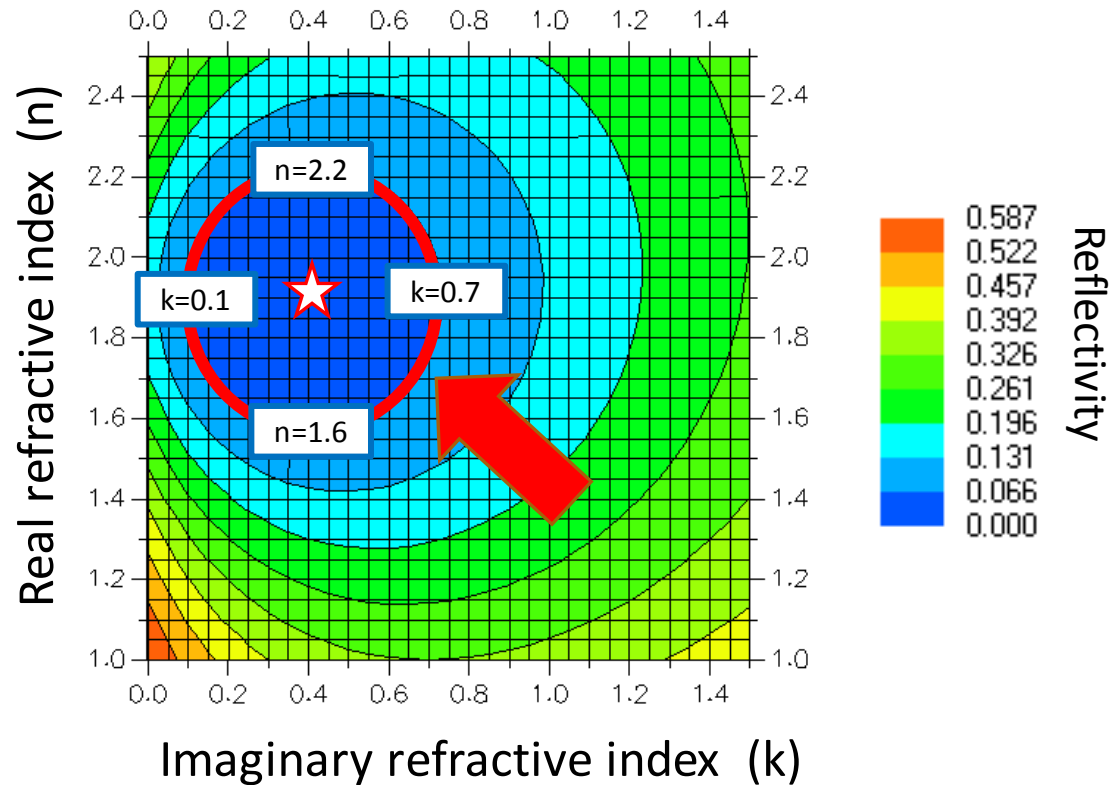 0.0 0.2 0.4 0.6 0.8 1.0 1.2 1.4
Real refractive index (n)
2.4 2.4
2.2 n=2.2 2.2
2.0 2.0
k=0.1 k=0.7
1.8 1.8
1.6 n=1.6 1.6
1.4 1.4
1.2 1.2
1.0 1.0
0.0 0.2 0.4 0.6 0.8 1.0 1.2 1.4
Imaginary refractive index (k)
0.587
0.522
0.457
0.392
0.326
0.261
0.196
0.131
0.066
0.000
Reflectivity